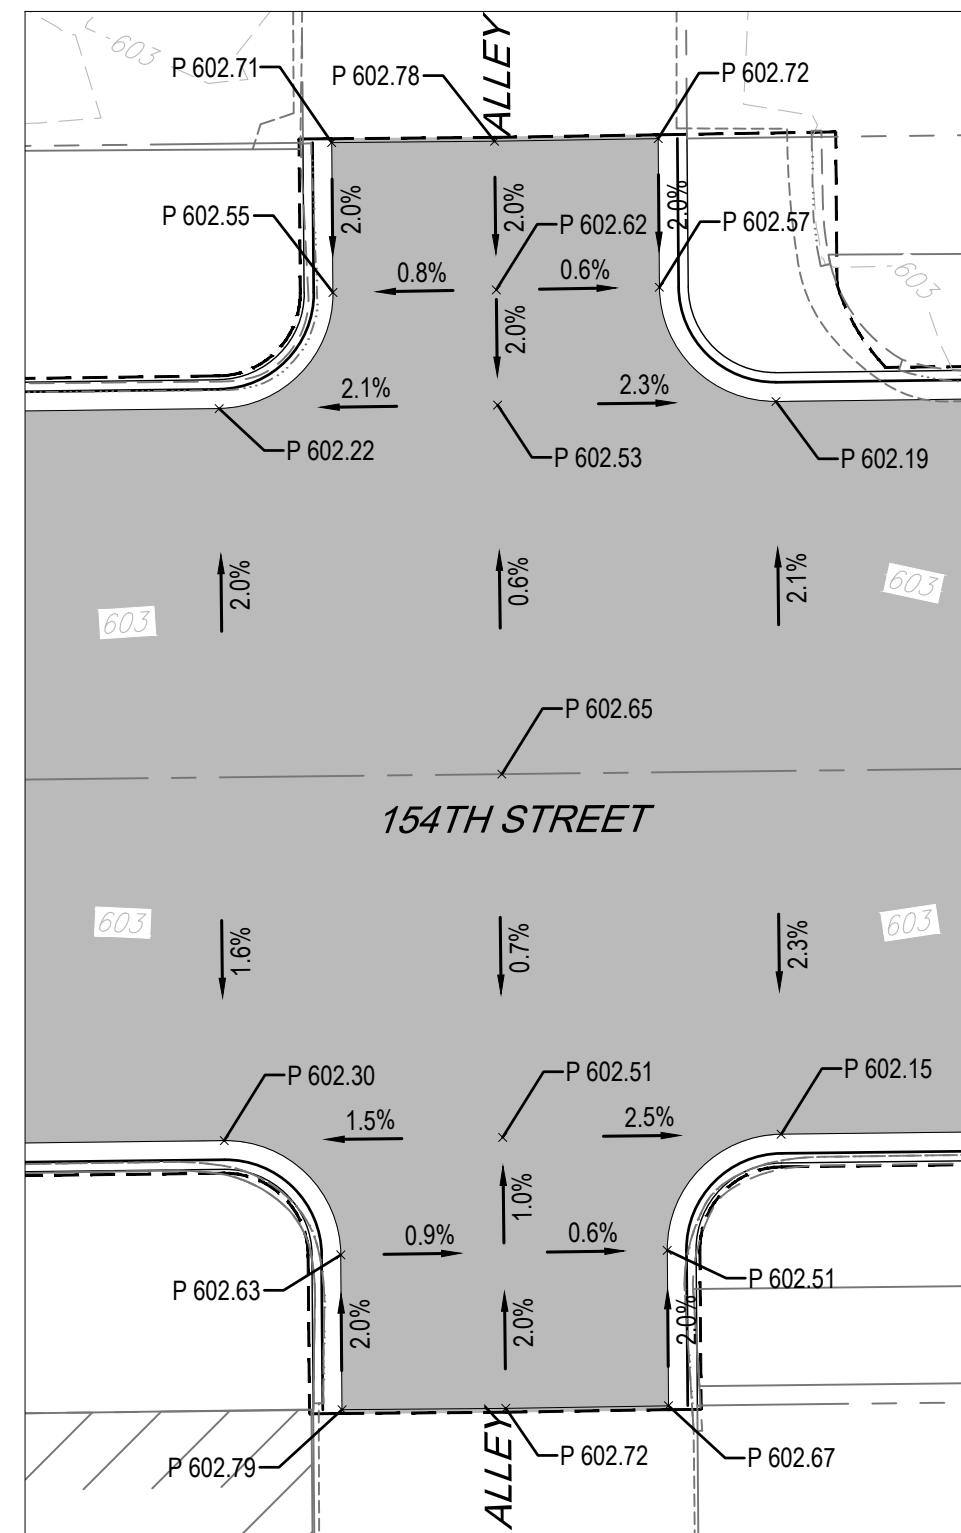 603
ALLEY
P 602.71
P 602.78
P 602.72
2.0%
2.0%
2.0%
P 602.55
P 602.62
P 602.57
0.8%
0.6%
603
2.0%
2.1%
2.3%
P 602.22
P 602.53
P 602.19
2.0%
0.6%
2.1%
603
603
P 602.65
154TH STREET
603
603
1.6%
0.7%
2.3%
P 602.30
P 602.51
P 602.15
1.5%
2.5%
1.0%
0.9%
0.6%
P 602.63
P 602.51
2.0%
2.0%
2.0%
P 602.79
P 602.72
P 602.67
ALLEY